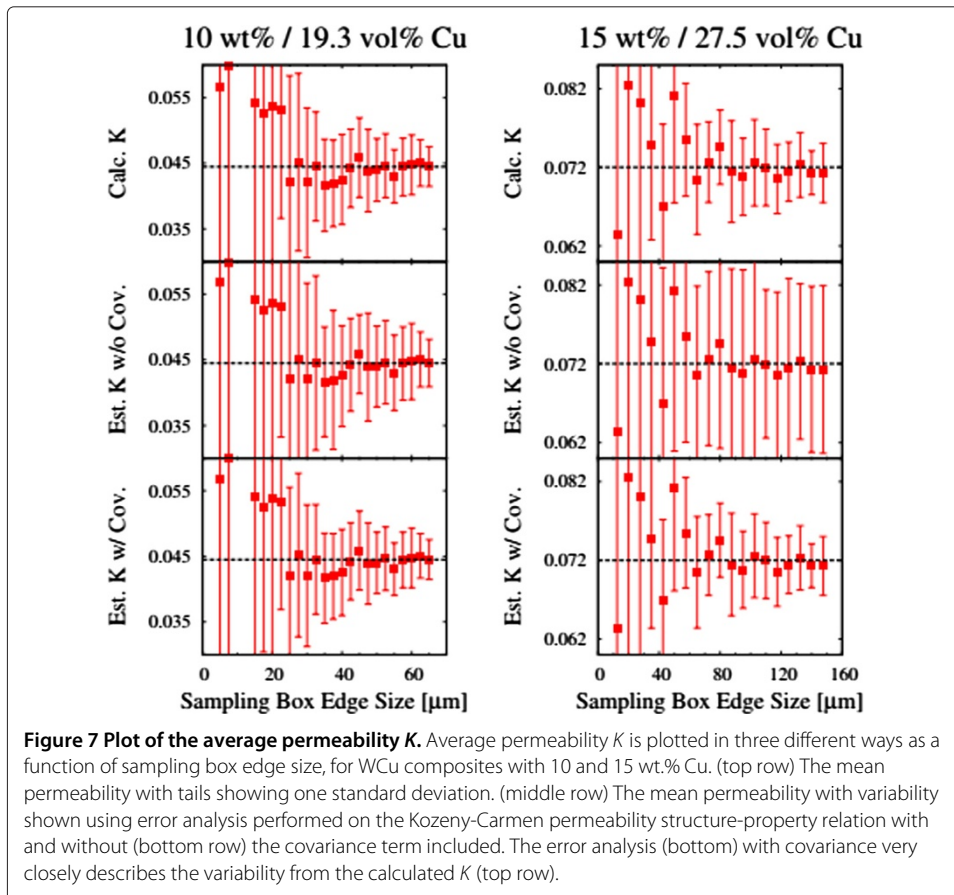 10 wt% / 19.3 vol% Cu
15 wt% / 27.5 vol% Cu
Calc. K
0.055
0.045
0.035
Calc. K
0.082
0.072
0.062
Est. K w/o Cov.
0.055
0.045
0.035
Est. K w/o Cov.
0.082
0.072
0.062
Est. K w/ Cov.
0.055
0.045
0.035
Est. K w/ Cov.
0.082
0.072
0.062
0 20 40 60
0 40 80 120 160
Sampling Box Edge Size [μm]
Sampling Box Edge Size [μm]
Figure 7 Plot of the average permeability K. Average permeability K is plotted in three different ways as a
function of sampling box edge size, for WCu composites with 10 and 15 wt.% Cu. (top row) The mean
permeability with tails showing one standard deviation. (middle row) The mean permeability with variability
shown using error analysis performed on the Kozeny-Carmen permeability structure-property relation with
and without (bottom row) the covariance term included. The error analysis (bottom) with covariance very
closely describes the variability from the calculated K (top row).